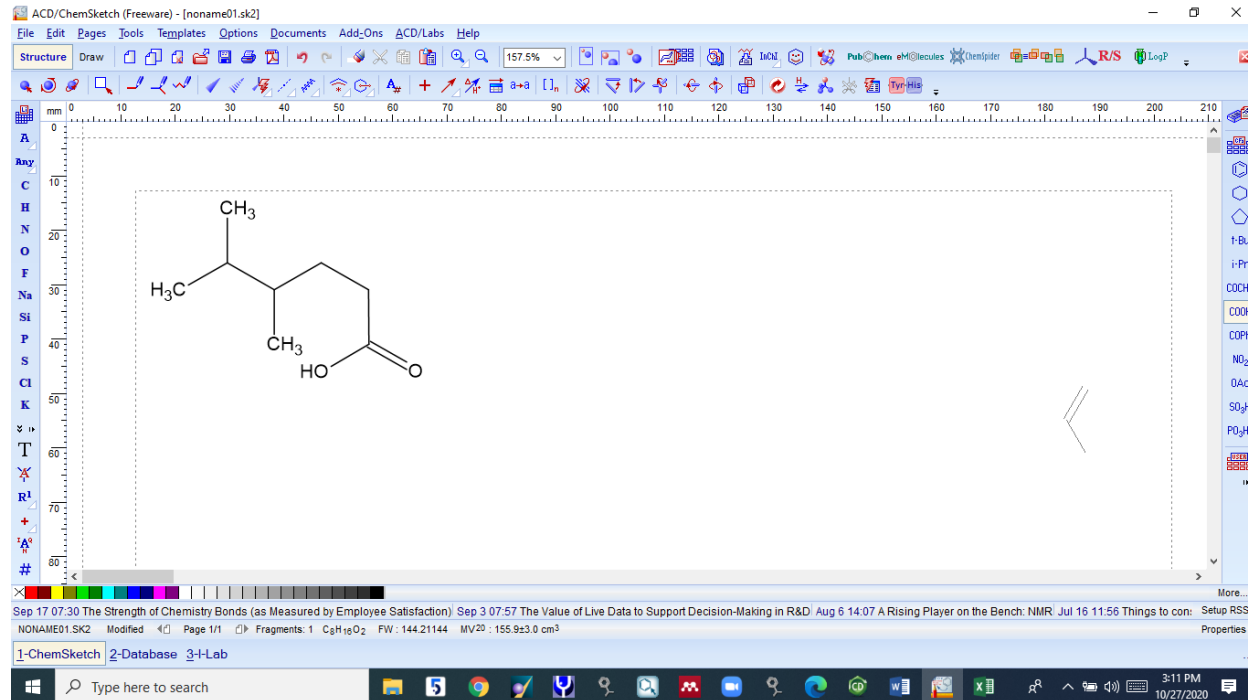 ACD/ChemSketch (Freeware) - [noname01.sk2]
File Edit Pages Tools Templates Options Documents Add-Ons ACD/Labs Help
Structure Draw 157.5% InChI PubChem eMolecules ChemSpider R/S LogP
Tyr His
mm 0 10 20 30 40 50 60 70 80 90 100 110 120 130 140 150 160 170 180 190 200 210
0
10
20
30
40
50
60
70
80
A
Any
C
H
N
O
F
Na
Si
P
S
Cl
K
T
R1
#
CH3
H3C
CH3
HO
O
t-Bu
i-Pr
COCH
COOH
COPh
NO2
OAc
SO3H
PO3H
USER
More...
Sep 17 07:30 The Strength of Chemistry Bonds (as Measured by Employee Satisfaction) Sep 3 07:57 The Value of Live Data to Support Decision-Making in R&D Aug 6 14:07 A Rising Player on the Bench: NMR Jul 16 11:56 Things to con: Setup RSS
NONAME01.SK2 Modified Page 1/1 Fragments: 1 C8H16O2 FW : 144.21144 MV20 : 155.9±3.0 cm3 Properties
1-ChemSketch 2-Database 3-I-Lab
Type here to search
3:11 PM
10/27/2020